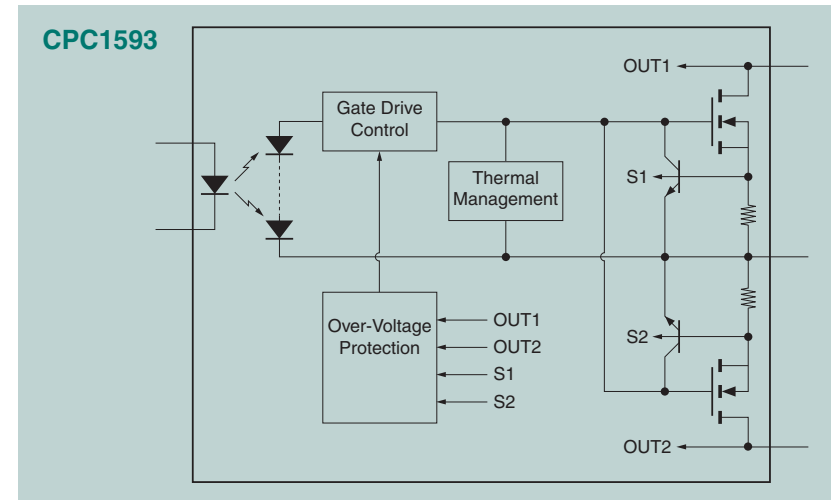 CPC1593
OUT1
Gate Drive
Control
Thermal
Management
S1
Over-Voltage
Protection
OUT1
OUT2
S1
S2
S2
OUT2